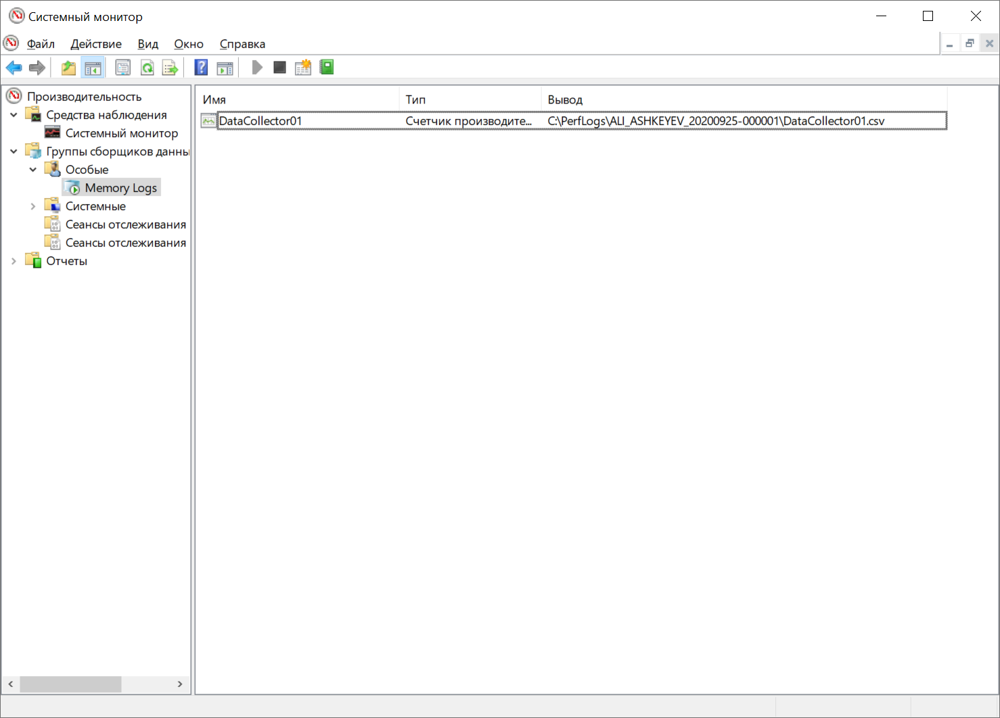 Системный монитор
Файл Действие Вид Окно Справка
Производительность
Средства наблюдения
Системный монитор
Группы сборщиков данны
Особые
Memory Logs
Системные
Сеансы отслеживания
Сеансы отслеживания
Отчеты
Имя Тип Вывод
DataCollector01 Счетчик производите... C:\PerfLogs\ALI_ASHKEYEV_20200925-000001\DataCollector01.csv